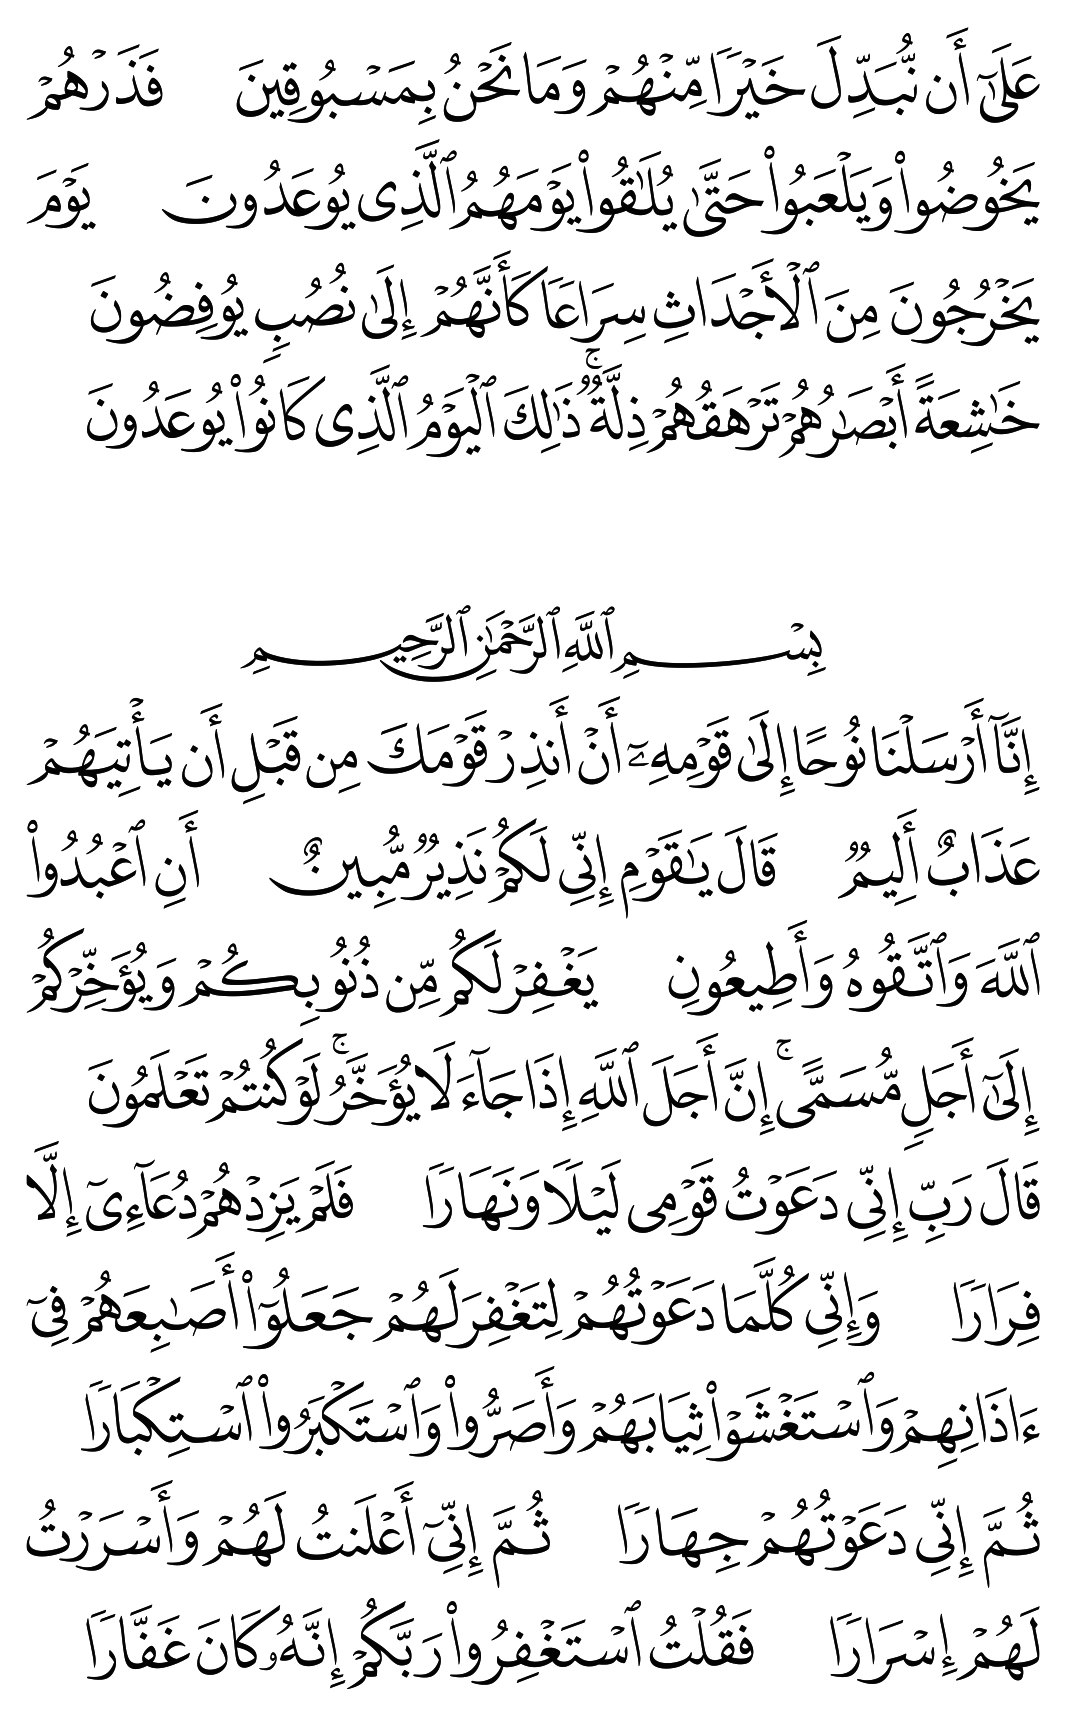 عَلَىٰٓ أَن نُّبَدِّلَ خَيۡرٗا مِّنۡهُمۡ وَمَا نَحۡنُ بِمَسۡبُوقِينَ فَذَرۡهُمۡ
يَخُوضُواْ وَيَلۡعَبُواْ حَتَّىٰ يُلَٰقُواْ يَوۡمَهُمُ ٱلَّذِي يُوعَدُونَ يَوۡمَ
يَخۡرُجُونَ مِنَ ٱلۡأَجۡدَاثِ سِرَاعٗا كَأَنَّهُمۡ إِلَىٰ نُصُبٖ يُوفِضُونَ
خَٰشِعَةً أَبۡصَٰرُهُمۡ تَرۡهَقُهُمۡ ذِلَّةٞۚ ذَٰلِكَ ٱلۡيَوۡمُ ٱلَّذِي كَانُواْ يُوعَدُونَ
بِسۡمِ ٱللَّهِ ٱلرَّحۡمَٰنِ ٱلرَّحِيمِ
إِنَّآ أَرۡسَلۡنَا نُوحًا إِلَىٰ قَوۡمِهِۦٓ أَنۡ أَنذِرۡ قَوۡمَكَ مِن قَبۡلِ أَن يَأۡتِيَهُمۡ
عَذَابٌ أَلِيمٞ قَالَ يَٰقَوۡمِ إِنِّي لَكُمۡ نَذِيرٞ مُّبِينٌ أَنِ ٱعۡبُدُواْ
ٱللَّهَ وَٱتَّقُوهُ وَأَطِيعُونِ يَغۡفِرۡ لَكُم مِّن ذُنُوبِكُمۡ وَيُؤَخِّرۡكُمۡ
إِلَىٰٓ أَجَلٖ مُّسَمًّىۚ إِنَّ أَجَلَ ٱللَّهِ إِذَا جَآءَ لَا يُؤَخَّرُۚ لَوۡ كُنتُمۡ تَعۡلَمُونَ
قَالَ رَبِّ إِنِّي دَعَوۡتُ قَوۡمِي لَيۡلٗا وَنَهَارٗا فَلَمۡ يَزِدۡهُمۡ دُعَآءِيٓ إِلَّا
فِرَارٗا وَإِنِّي كُلَّمَا دَعَوۡتُهُمۡ لِتَغۡفِرَ لَهُمۡ جَعَلُوٓاْ أَصَٰبِعَهُمۡ فِيٓ
ءَاذَانِهِمۡ وَٱسۡتَغۡشَوۡاْ ثِيَابَهُمۡ وَأَصَرُّواْ وَٱسۡتَكۡبَرُواْ ٱسۡتِكۡبَارٗا
ثُمَّ إِنِّي دَعَوۡتُهُمۡ جِهَارٗا ثُمَّ إِنِّيٓ أَعۡلَنتُ لَهُمۡ وَأَسۡرَرۡتُ
لَهُمۡ إِسۡرَارٗا فَقُلۡتُ ٱسۡتَغۡفِرُواْ رَبَّكُمۡ إِنَّهُۥ كَانَ غَفَّارٗا